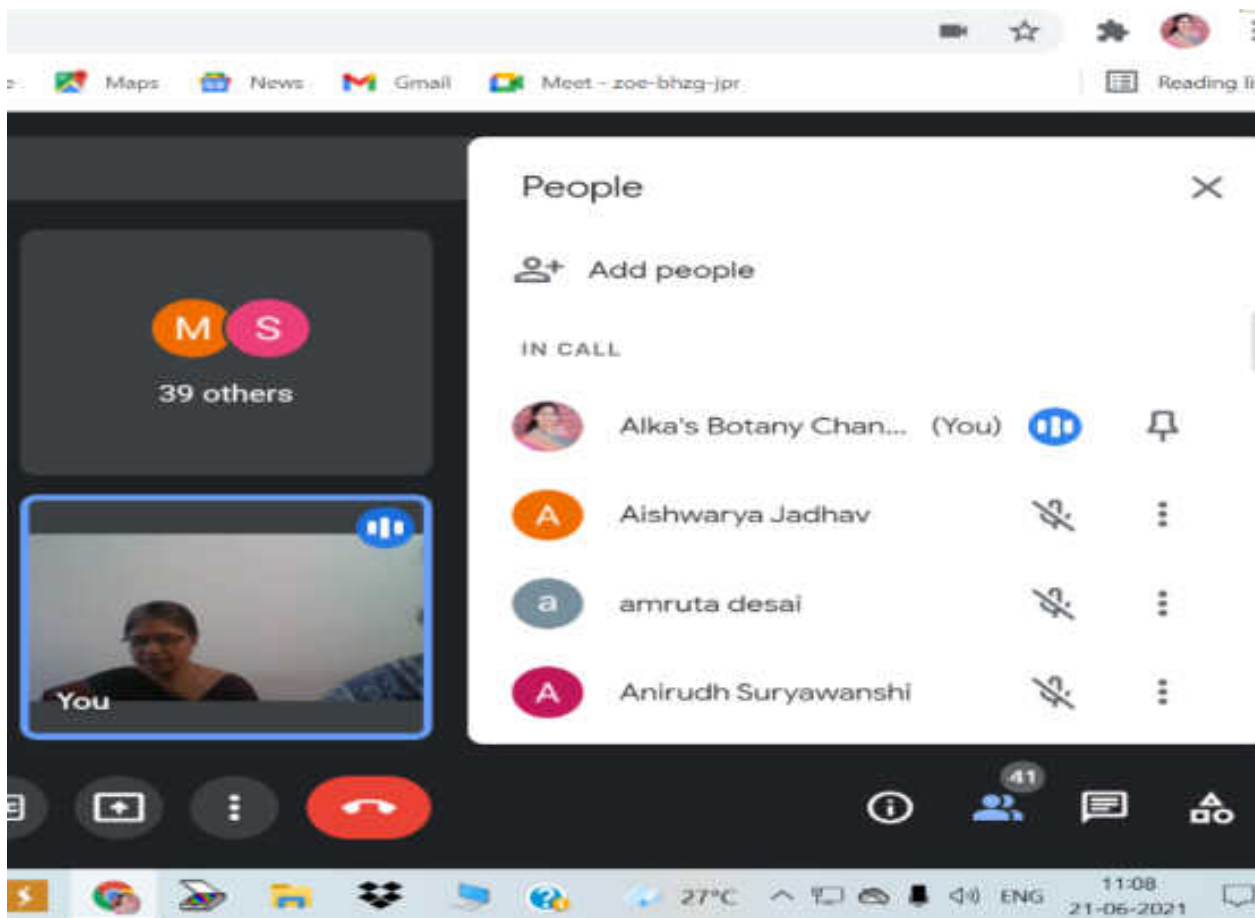 Maps News Gmail Meet - zoe-bhzg-jpr Reading li
People
Add people
IN CALL
M S
39 others
Alka's Botany Chan... (You)
A Aishwarya Jadhav
a amruta desai
A Anirudh Suryawanshi
You
41
27°C ENG 11:08
21-06-2021